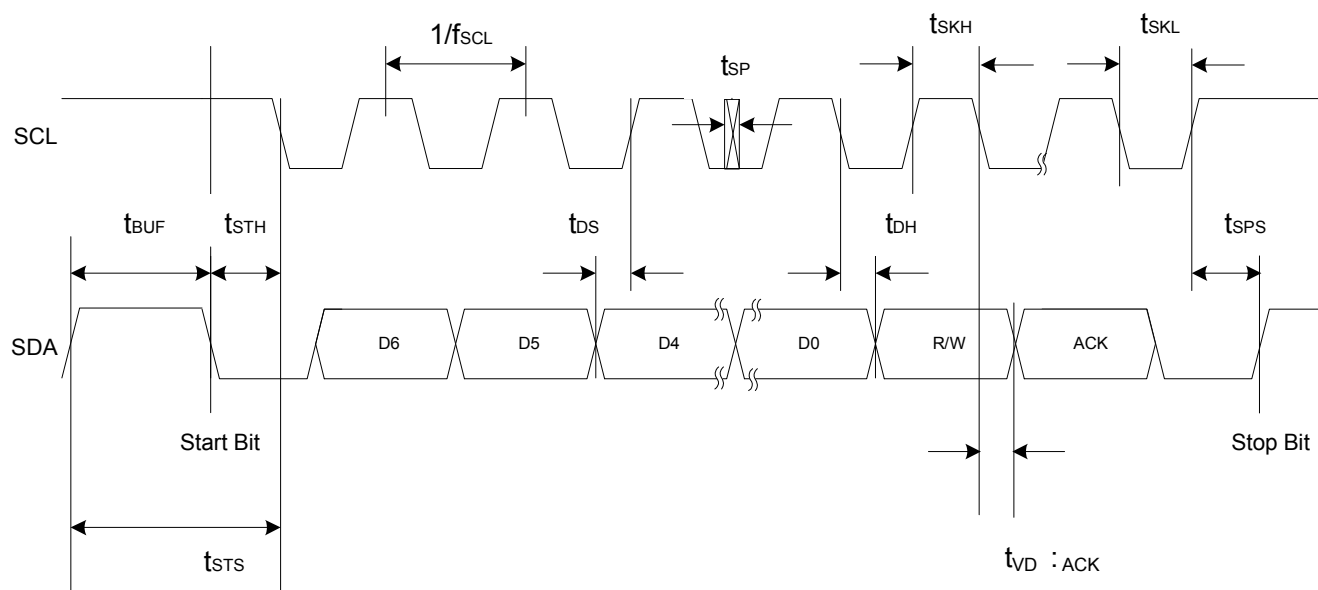 1/fSCL
tSKH
tSKL
tSP
SCL
tBUF
tSTH
tDS
tDH
tSPS
SDA
D6
D5
D4
D0
R/W
ACK
Start Bit
Stop Bit
tSTS
tVD : ACK